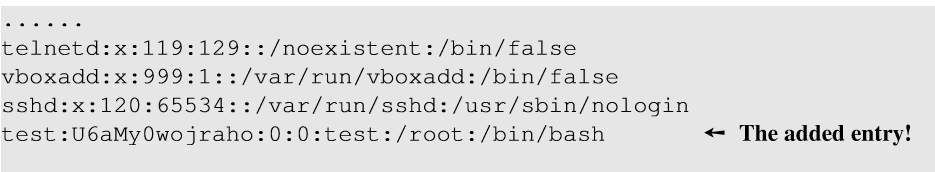 ......
telnetd:x:119:129::/noexistent:/bin/false
vboxadd:x:999:1::/var/run/vboxadd:/bin/false
sshd:x:120:65534::/var/run/sshd:/usr/sbin/nologin
test:U6aMy0wojraho:0:0:test:/root:/bin/bash ← The added entry!